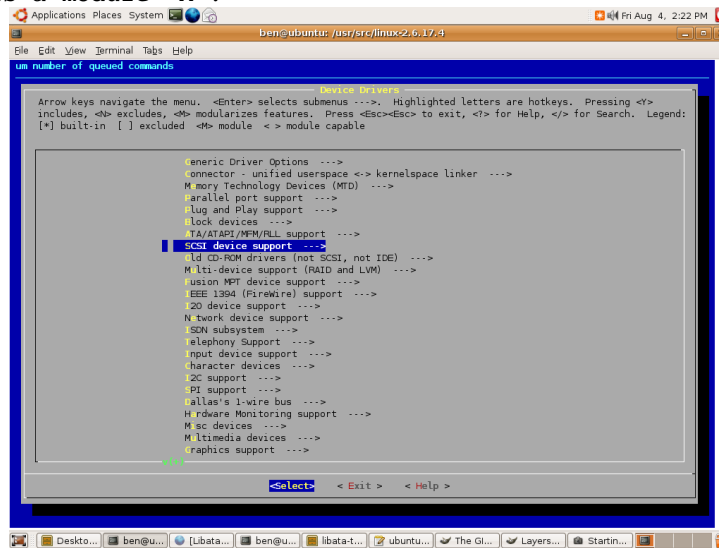 Applications Places System Fri Aug 4, 2:22 PM
ben@ubuntu: /usr/src/linux-2.6.17.4
File Edit View Terminal Tabs Help
um number of queued commands
Device Drivers
Arrow keys navigate the menu. <Enter> selects submenus --->. Highlighted letters are hotkeys. Pressing <Y>
includes, <N> excludes, <M> modularizes features. Press <Esc><Esc> to exit, <?> for Help, </> for Search. Legend:
[*] built-in [ ] excluded <M> module < > module capable
Generic Driver Options --->
Connector - unified userspace <-> kernelspace linker --->
Memory Technology Devices (MTD) --->
Parallel port support --->
Plug and Play support --->
Block devices --->
ATA/ATAPI/MFM/RLL support --->
SCSI device support --->
Old CD-ROM drivers (not SCSI, not IDE) --->
Multi-device support (RAID and LVM) --->
Fusion MPT device support --->
IEEE 1394 (FireWire) support --->
I2O device support --->
Network device support --->
ISDN subsystem --->
Telephony Support --->
Input device support --->
Character devices --->
I2C support --->
SPI support --->
Dallas's 1-wire bus --->
Hardware Monitoring support --->
Misc devices --->
Multimedia devices --->
Graphics support --->
<Select> < Exit > < Help >
Deskto... ben@u... [Libata... ben@u... libata-t... ubuntu... The GI... Layers... Startin...